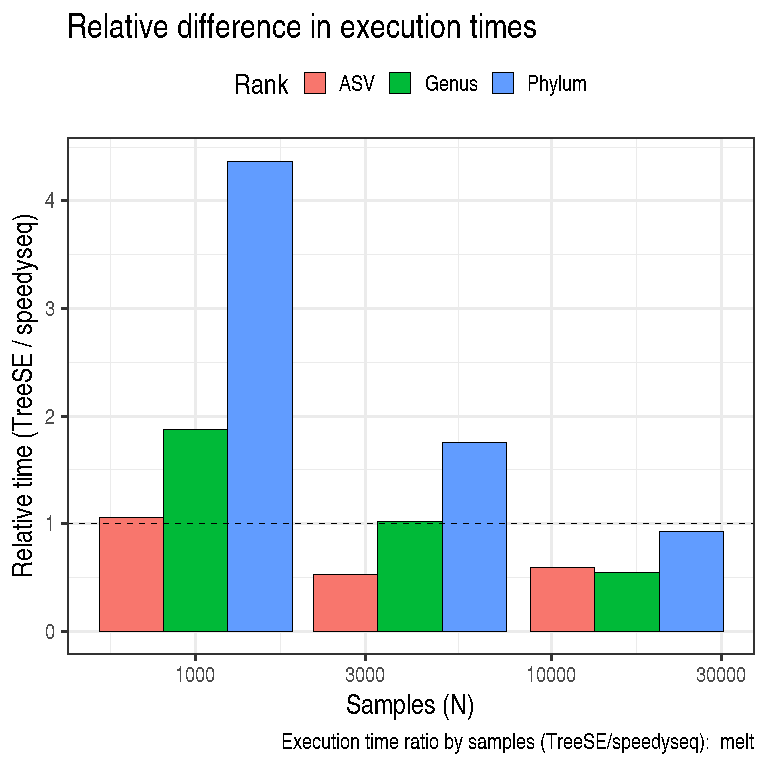 Relative difference in execution times
Rank ASV Genus Phylum
Relative time (TreeSE / speedyseq)
4
3
2
1
0
1000 3000 10000 30000
Samples (N)
Execution time ratio by samples (TreeSE/speedyseq): melt